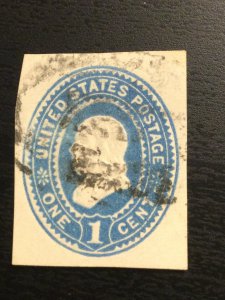 UNITED STATES POSTAGE
ONE CENT
1